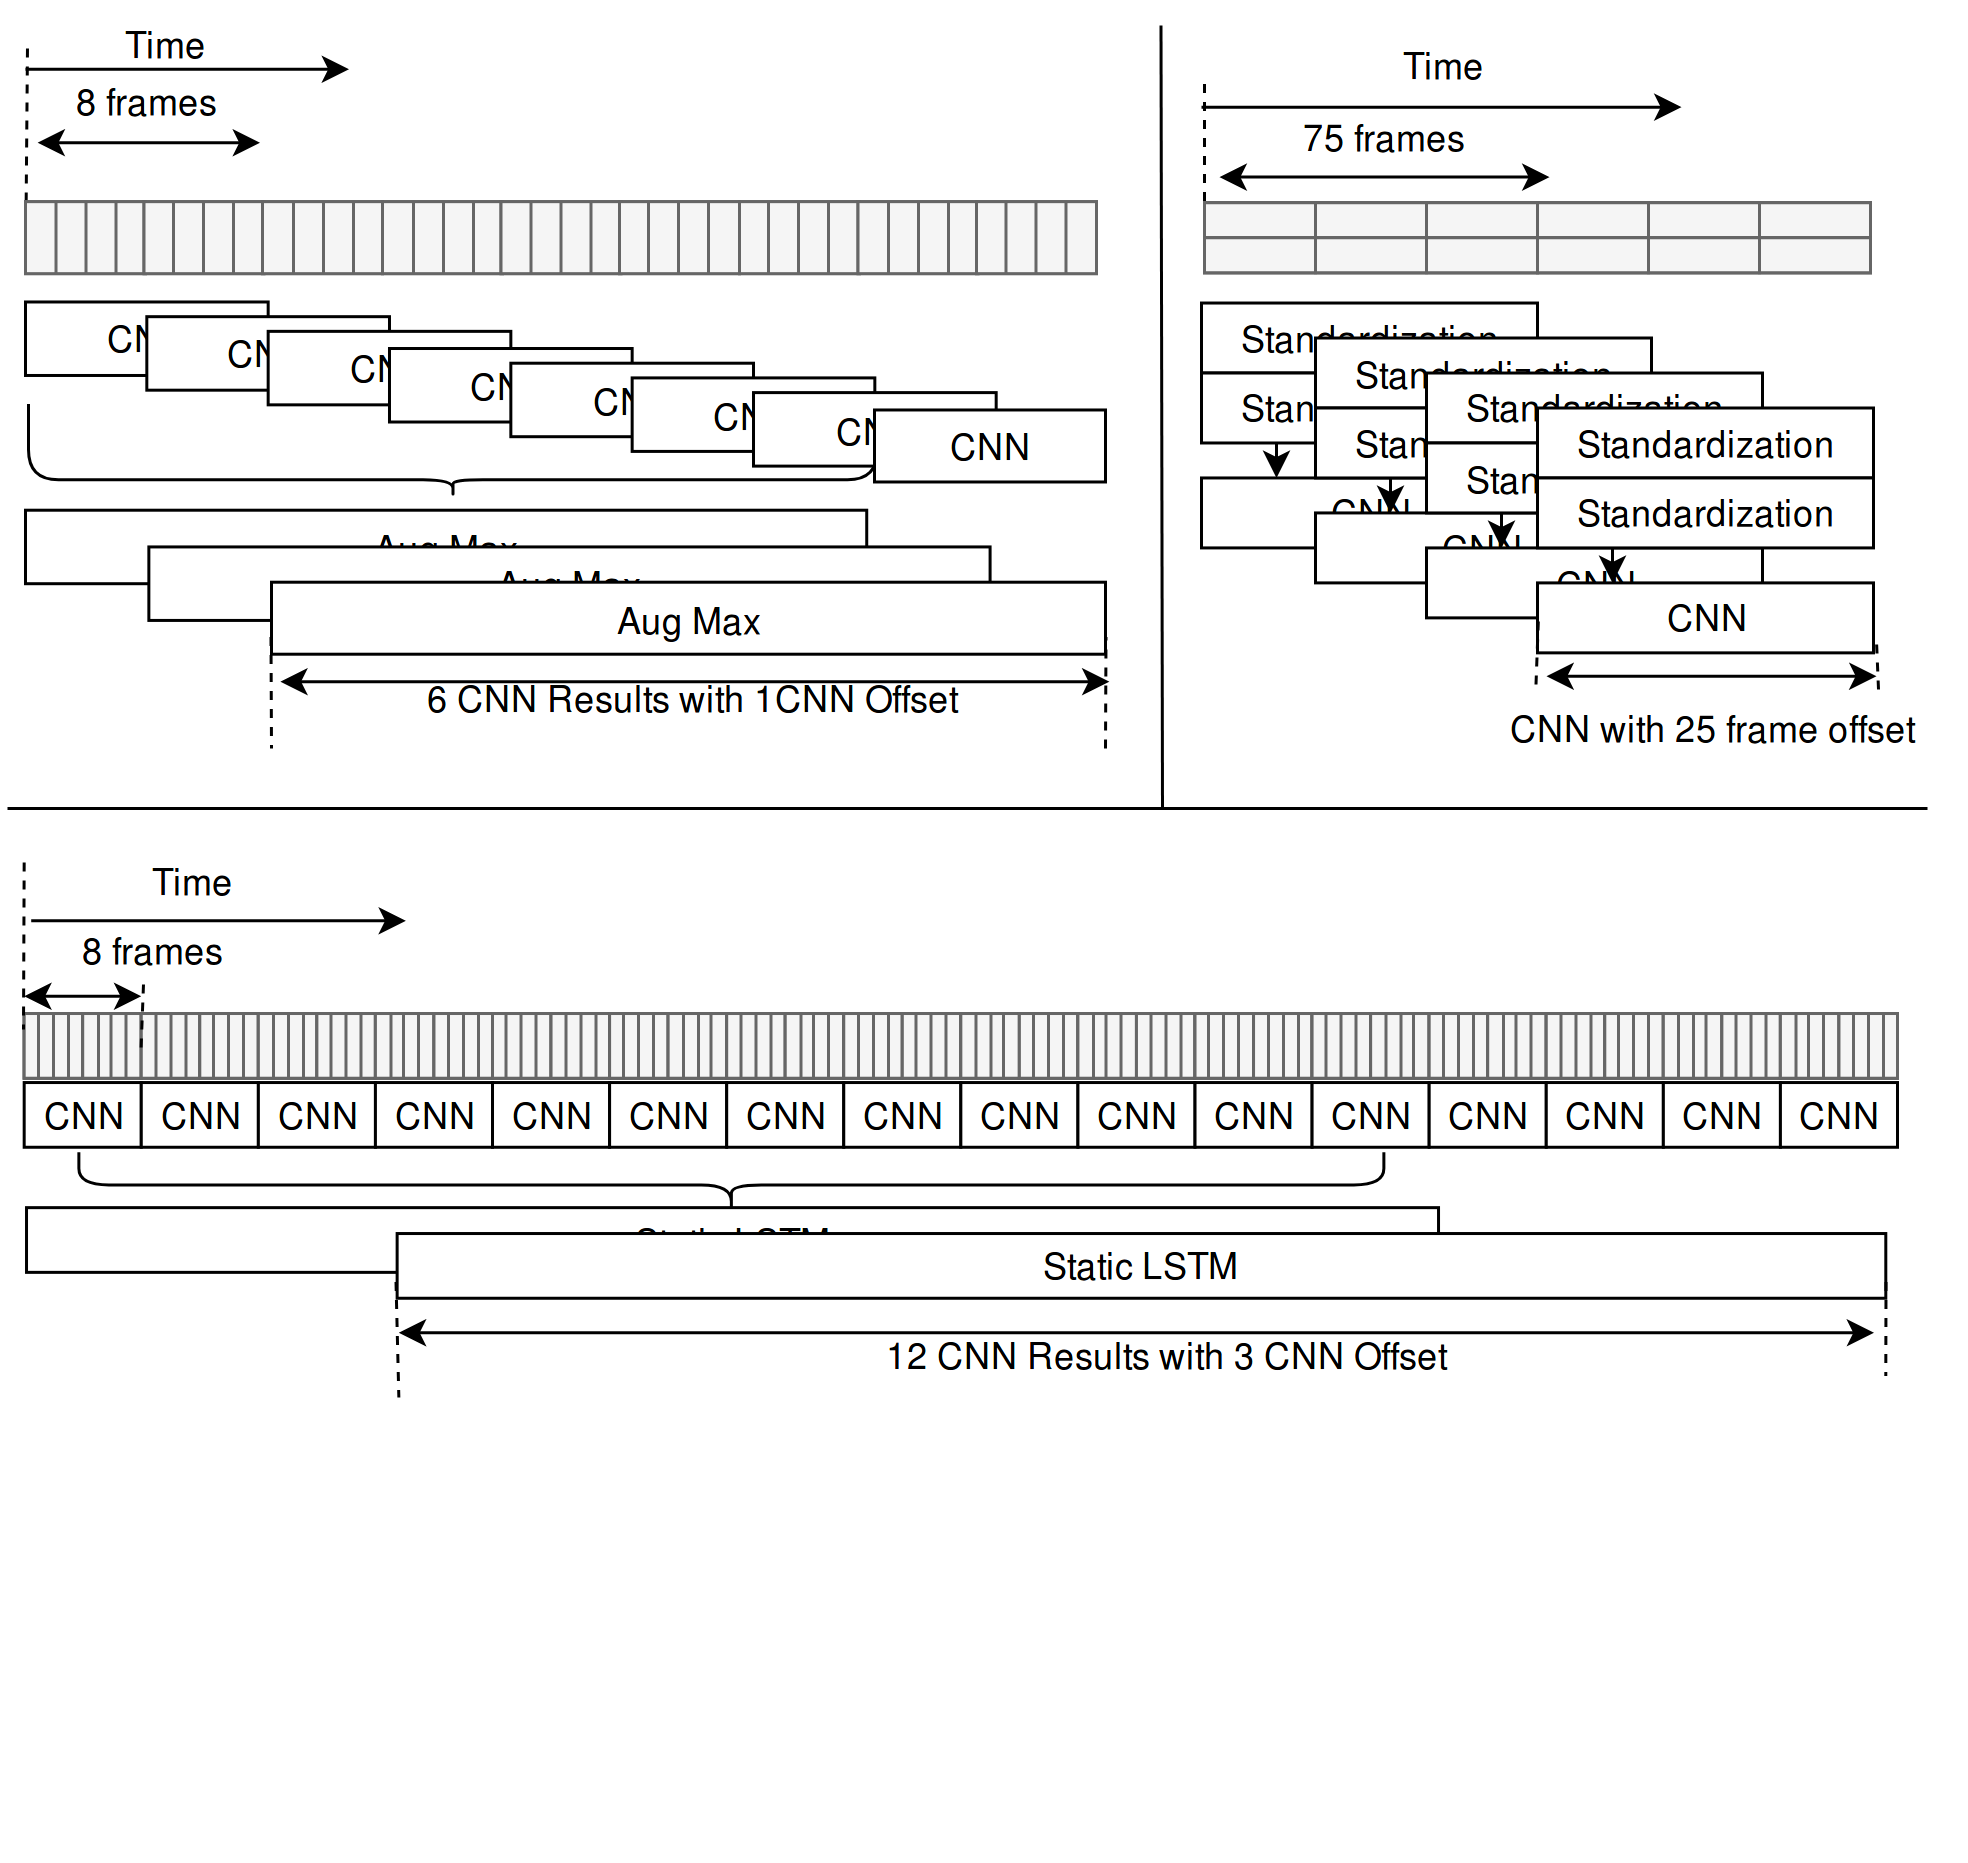 Time
8 frames
CN
CN
CN
CN
CN
CN
CN
CNN
Aug Max
Aug Max
Aug Max
6 CNN Results with 1CNN Offset
Time
75 frames
Standardization
Stan
Standardization
Stan
Standardization
Stan
Standardization
Standardization
CNN
CNN
CNN
CNN
CNN with 25 frame offset
Time
8 frames
CNN CNN CNN CNN CNN CNN CNN CNN CNN CNN CNN CNN CNN CNN CNN CNN
Static LSTM
Static LSTM
12 CNN Results with 3 CNN Offset